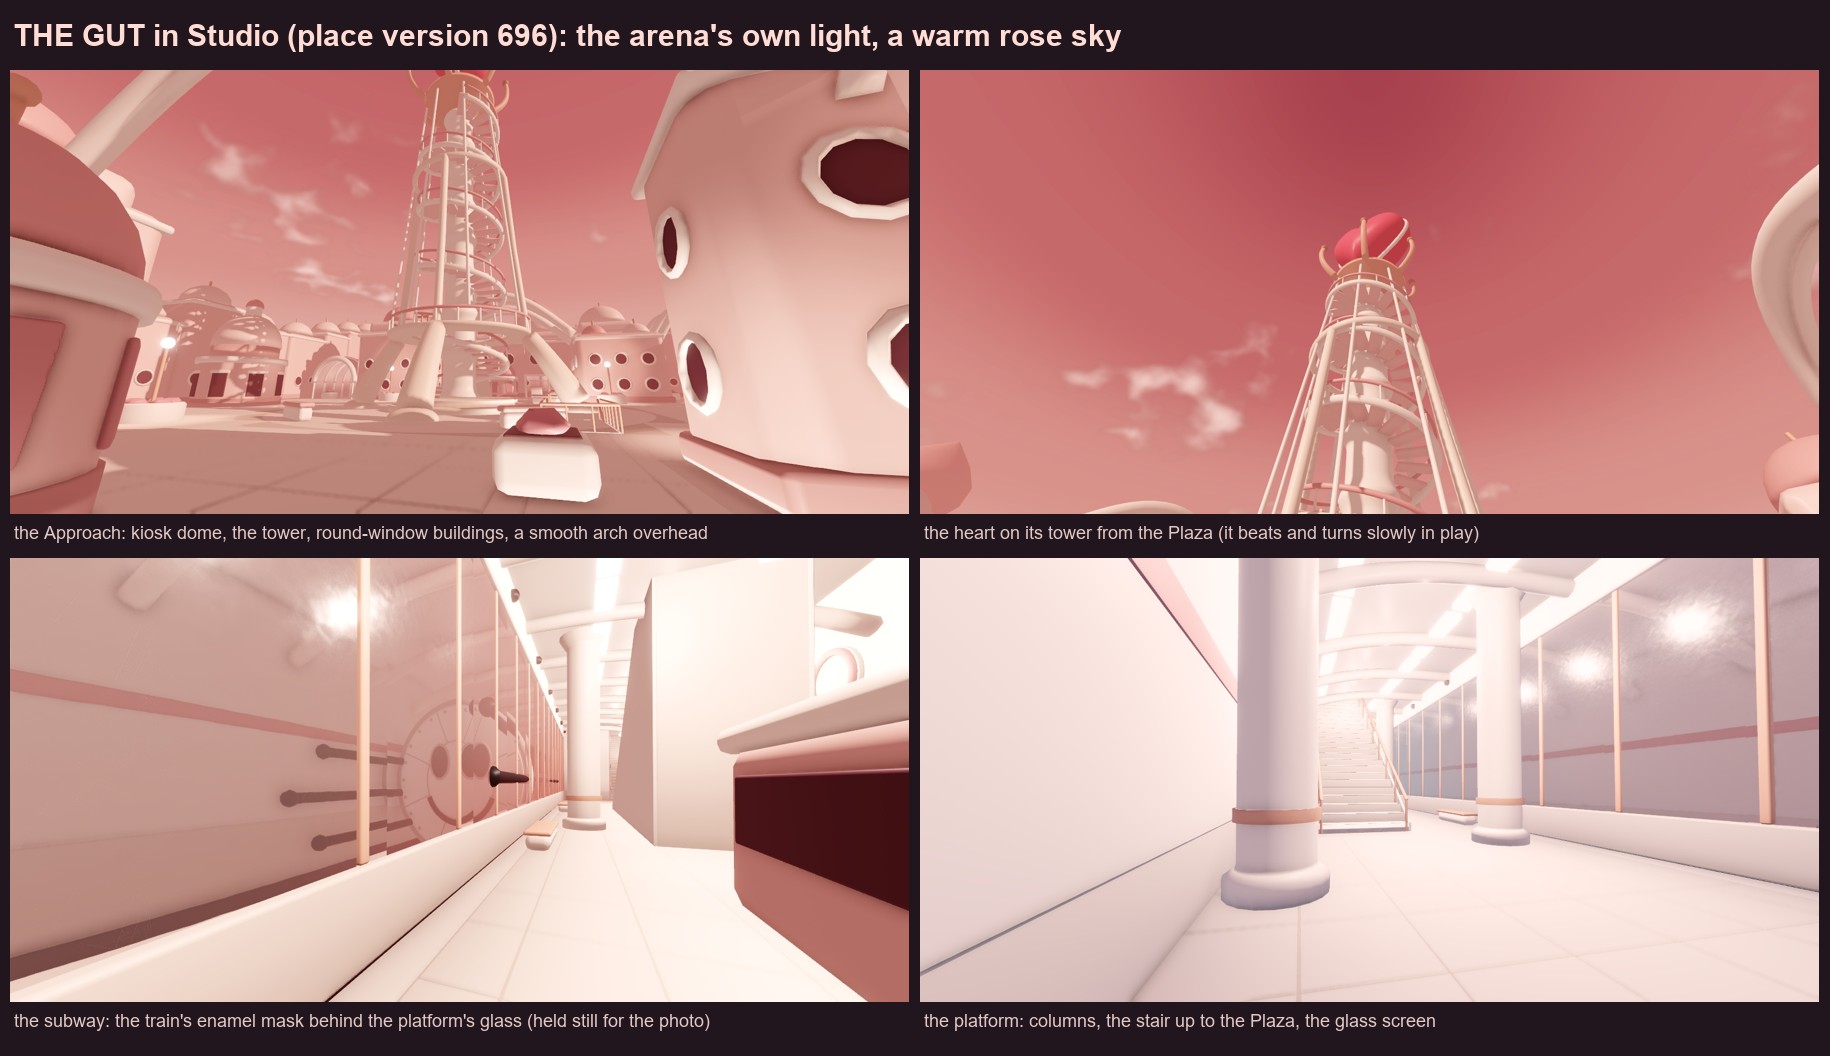 THE GUT in Studio (place version 696): the arena's own light, a warm rose sky
the Approach: kiosk dome, the tower, round-window buildings, a smooth arch overhead
the heart on its tower from the Plaza (it beats and turns slowly in play)
the subway: the train's enamel mask behind the platform's glass (held still for the photo)
the platform: columns, the stair up to the Plaza, the glass screen